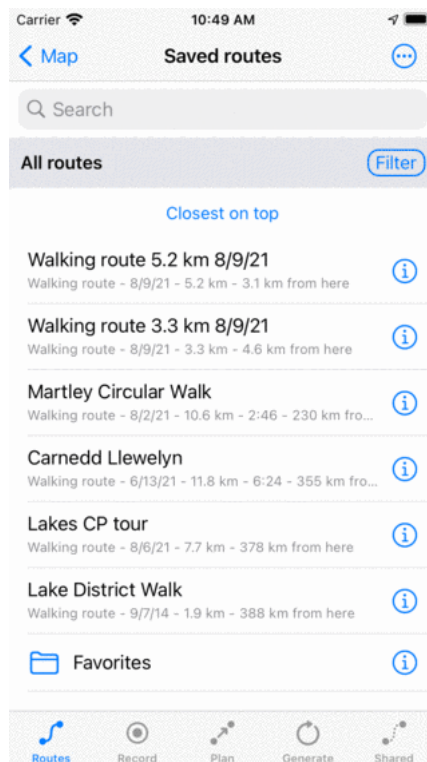 Carrier 10:49 AM
Map Saved routes
Search
All routes Filter
Closest on top
Walking route 5.2 km 8/9/21
Walking route - 8/9/21 - 5.2 km - 3.1 km from here
Walking route 3.3 km 8/9/21
Walking route - 8/9/21 - 3.3 km - 4.6 km from here
Martley Circular Walk
Walking route - 8/2/21 - 10.6 km - 2:46 - 230 km fro...
Carnedd Llewelyn
Walking route - 6/13/21 - 11.8 km - 6:24 - 355 km fro...
Lakes CP tour
Walking route - 8/6/21 - 7.7 km - 378 km from here
Lake District Walk
Walking route - 9/7/14 - 1.9 km - 388 km from here
Favorites
Routes Record Plan Generate Shared